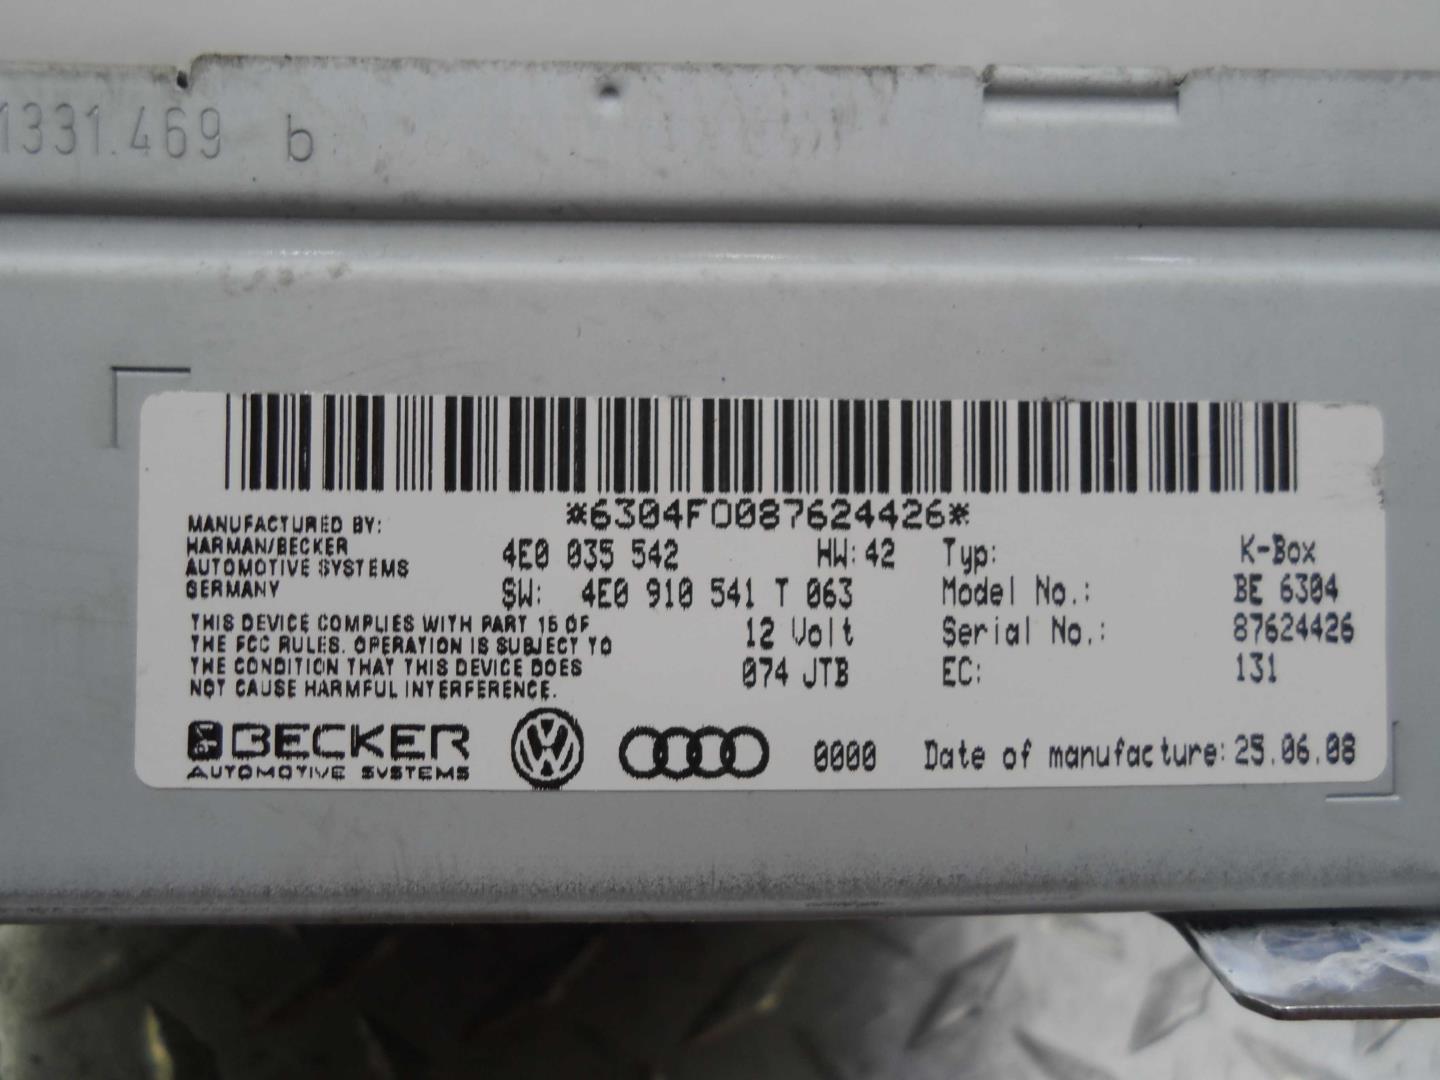 1331.469 b
*6304F0087624426*
MANUFACTURED BY:
HARMAN/BECKER
AUTOMOTIVE SYSTEMS
GERMANY
4E0 035 542 HW: 42
SW: 4E0 910 541 T 063
12 Volt
074 JTB
Typ: K-Box
Model No.: BE 6304
Serial No.: 87624426
EC: 131
THIS DEVICE COMPLIES WITH PART 15 OF
THE FCC RULES. OPERATION IS SUBJECT TO
THE CONDITION THAT THIS DEVICE DOES
NOT CAUSE HARMFUL INTERFERENCE.
BECKER
AUTOMOTIVE SYSTEMS
0000 Date of manufacture: 25.06.08